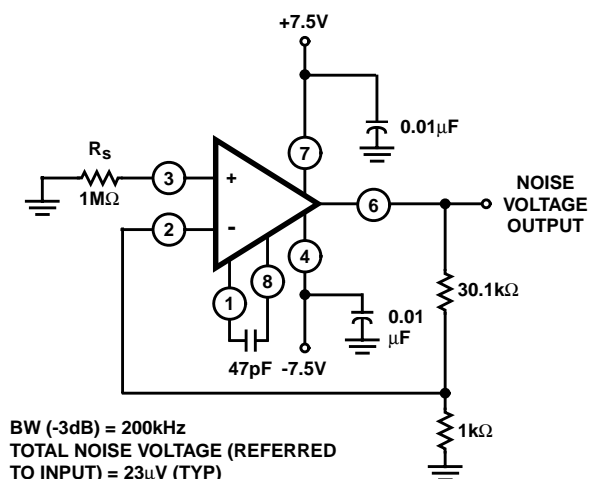 +7.5V
0.01μF
7
Rs
1MΩ
3
+
6
NOISE
VOLTAGE
OUTPUT
2
-
4
8
1
30.1kΩ
0.01
μF
47pF
-7.5V
BW (-3dB) = 200kHz
TOTAL NOISE VOLTAGE (REFERRED
TO INPUT) = 23μV (TYP)
1kΩ